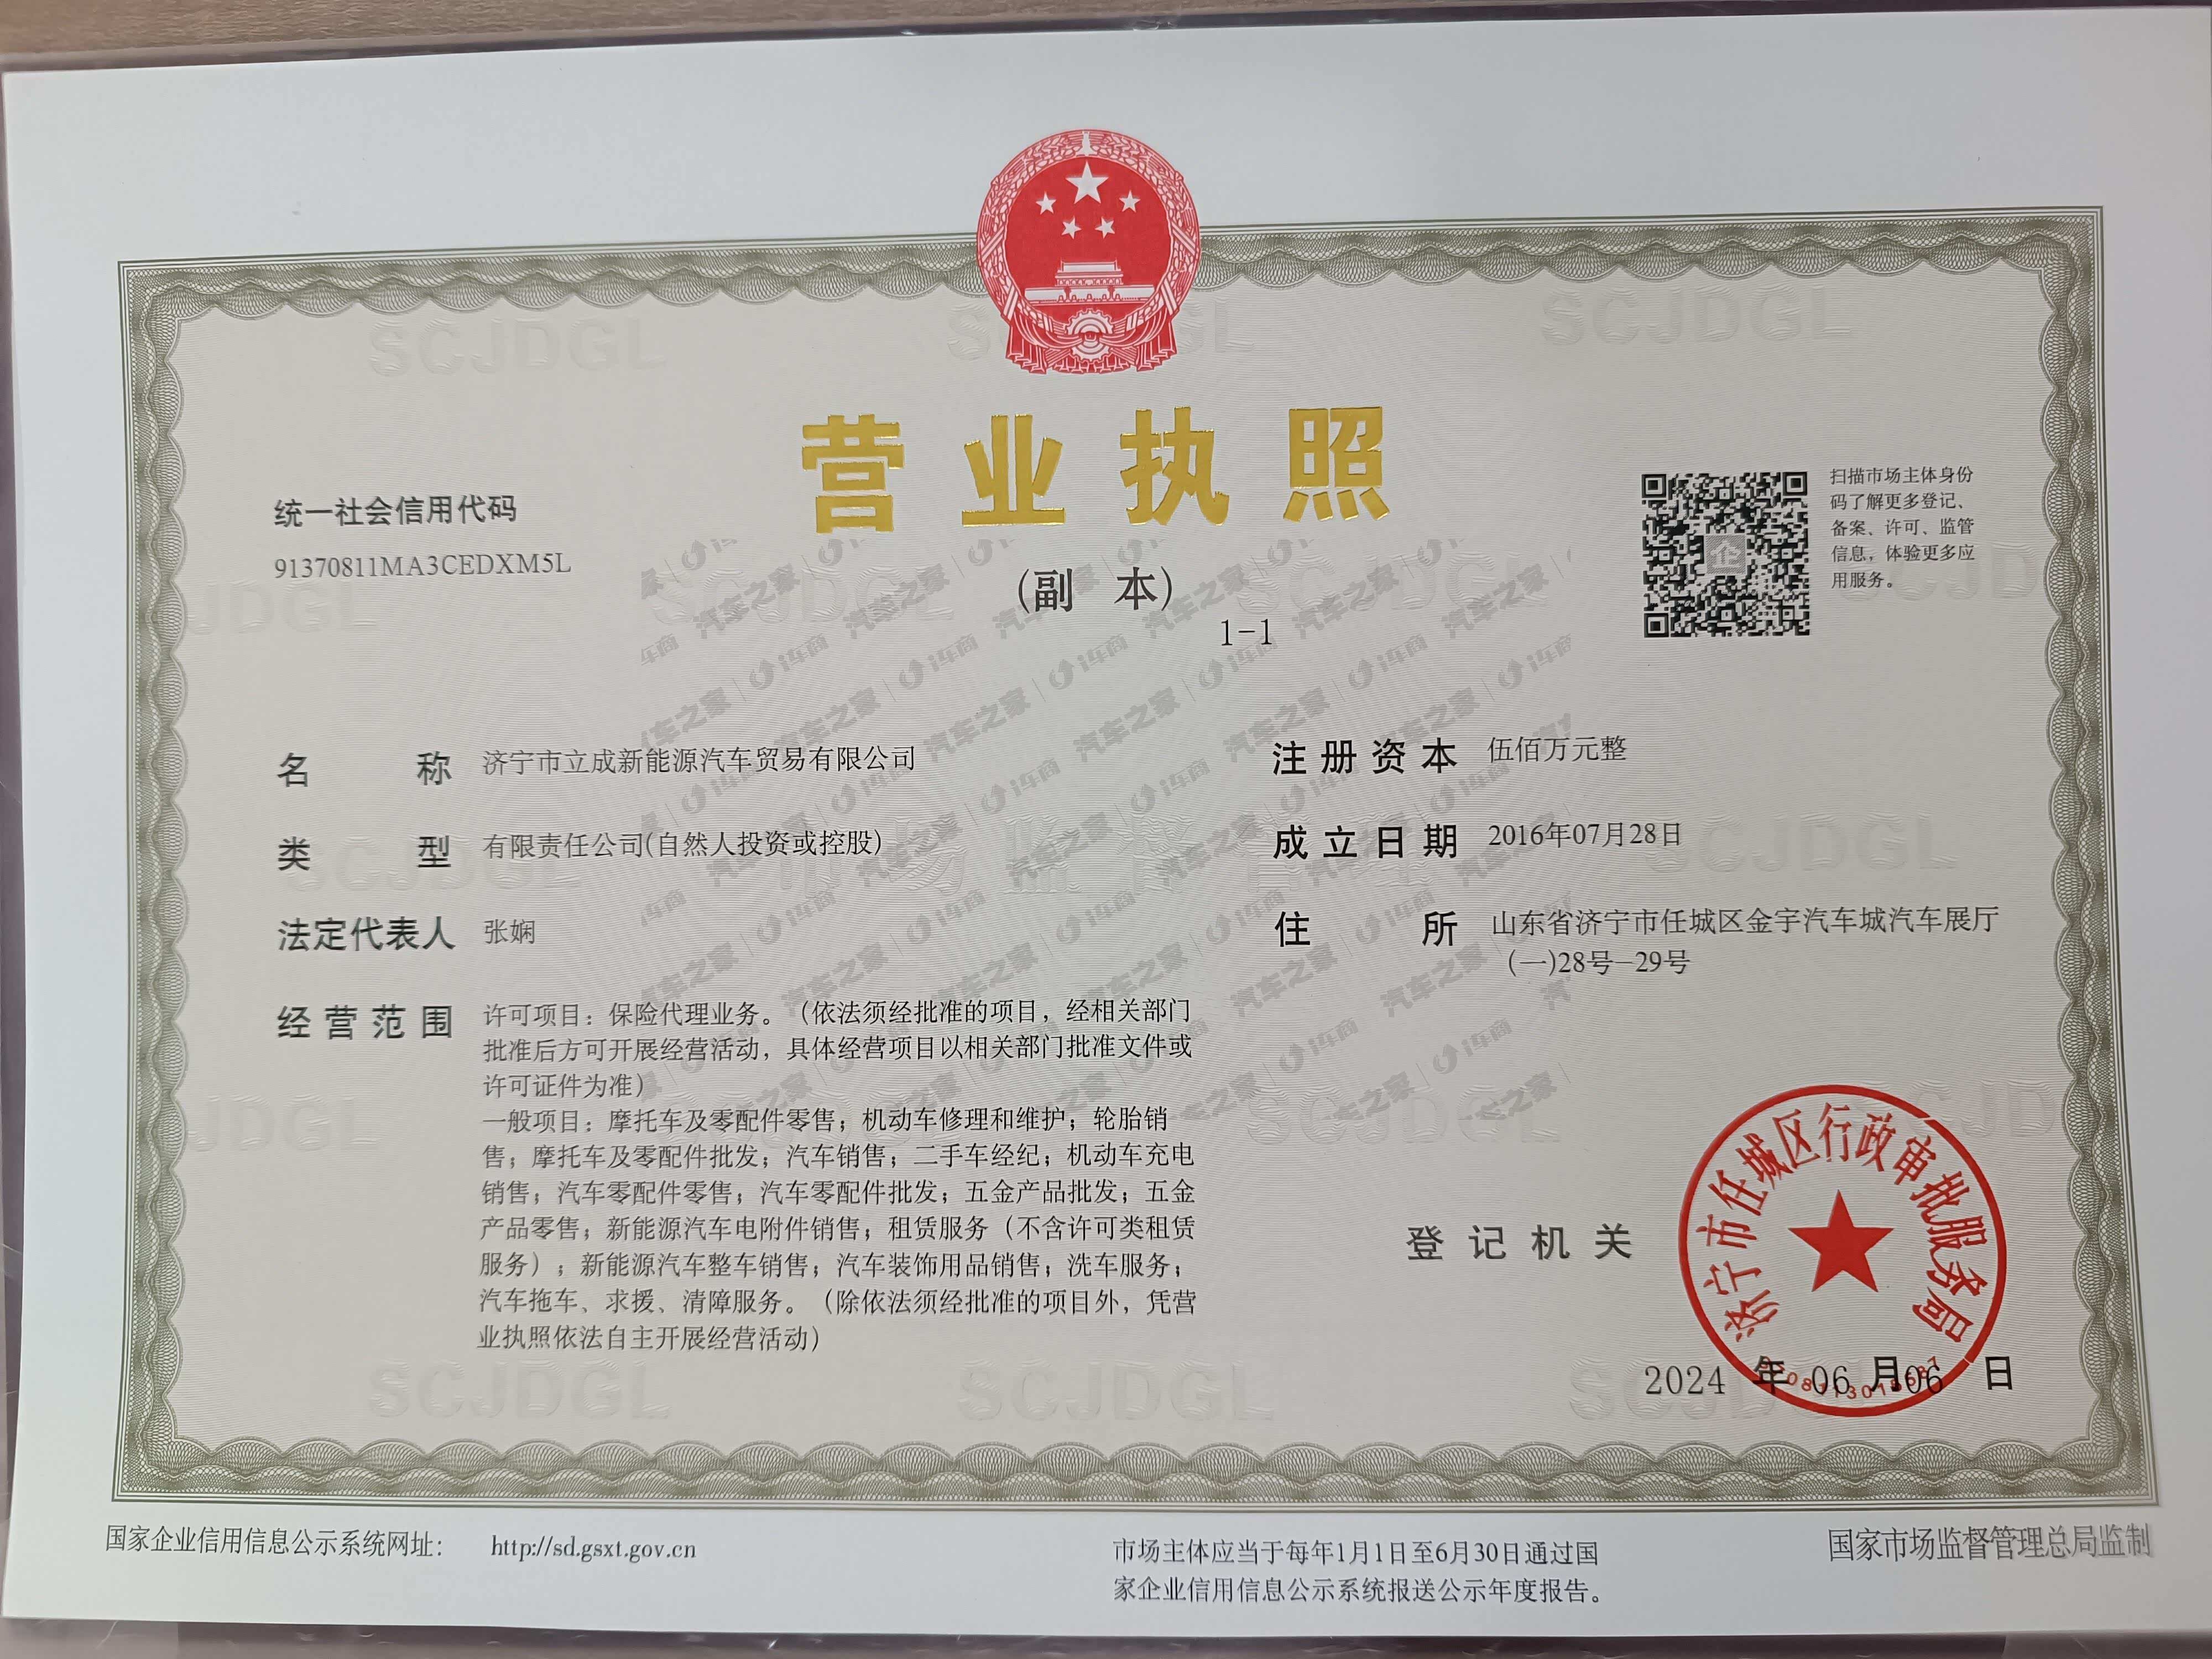 营业执照
(副 本)
1-1
统一社会信用代码
91370811MA3CEDXM5L
扫描市场主体身份
码了解更多登记、
备案、许可、监管
信息，体验更多应
用服务。
名 称 济宁市立成新能源汽车贸易有限公司
类 型 有限责任公司(自然人投资或控股)
法定代表人 张娴
经营范围 许可项目：保险代理业务。（依法须经批准的项目，经相关部门
批准后方可开展经营活动，具体经营项目以相关部门批准文件或
许可证件为准）
一般项目：摩托车及零配件零售；机动车修理和维护；轮胎销
售；摩托车及零配件批发；汽车销售；二手车经纪；机动车充电
销售；汽车零配件零售；汽车零配件批发；五金产品批发；五金
产品零售；新能源汽车电附件销售；租赁服务（不含许可类租赁
服务）；新能源汽车整车销售；汽车装饰用品销售；洗车服务；
汽车拖车、求援、清障服务。（除依法须经批准的项目外，凭营
业执照依法自主开展经营活动）
注册资本 伍佰万元整
成立日期 2016年07月28日
住 所 山东省济宁市任城区金宇汽车城汽车展厅
(一)28号-29号
登记机关
济宁市任城区行政审批服务局
2024 年 06 月 06 日
国家企业信用信息公示系统网址： http://sd.gsxt.gov.cn
市场主体应当于每年1月1日至6月30日通过国
家企业信用信息公示系统报送公示年度报告。
国家市场监督管理总局监制
SCJDGL
汽车之家 i车商